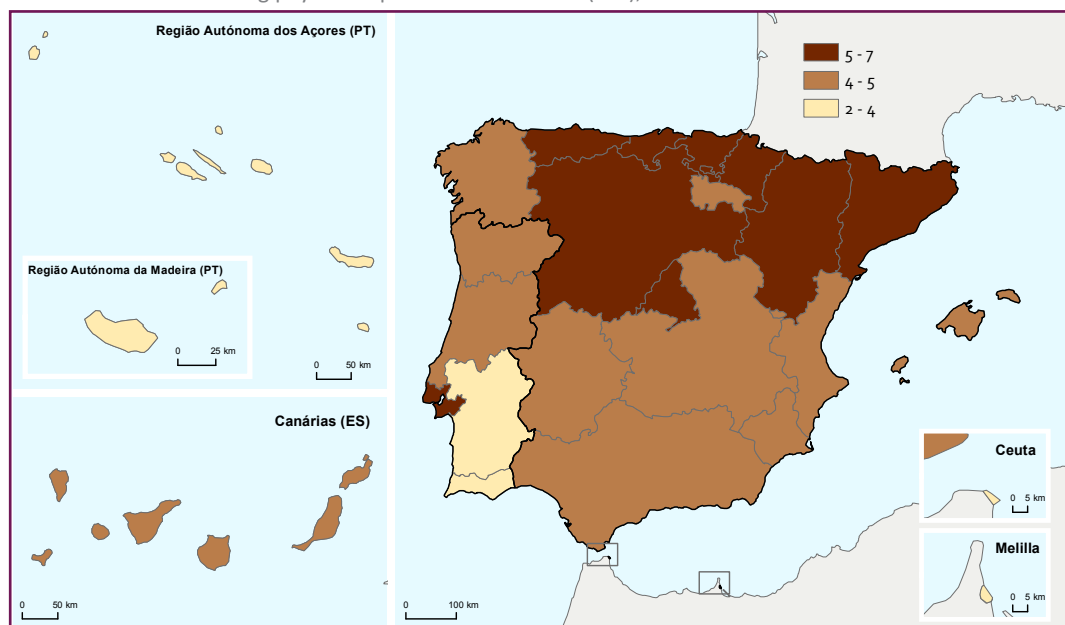 Região Autónoma dos Açores (PT)
5 - 7
4 - 5
2 - 4
Região Autónoma da Madeira (PT)
0 25 km
0 50 km
Canárias (ES)
0 50 km
0 100 km
Ceuta
0 5 km
Melilla
0 5 km